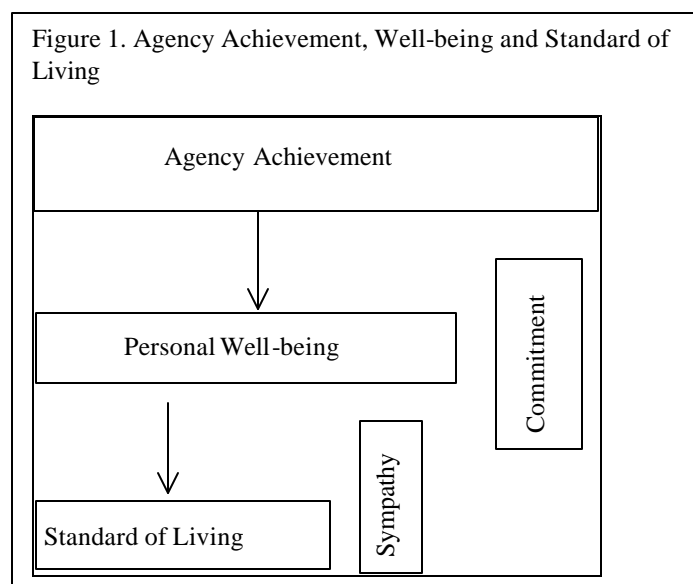 Figure 1. Agency Achievement, Well-being and Standard of
Living
Agency Achievement
Commitment
Personal Well-being
Sympathy
Standard of Living